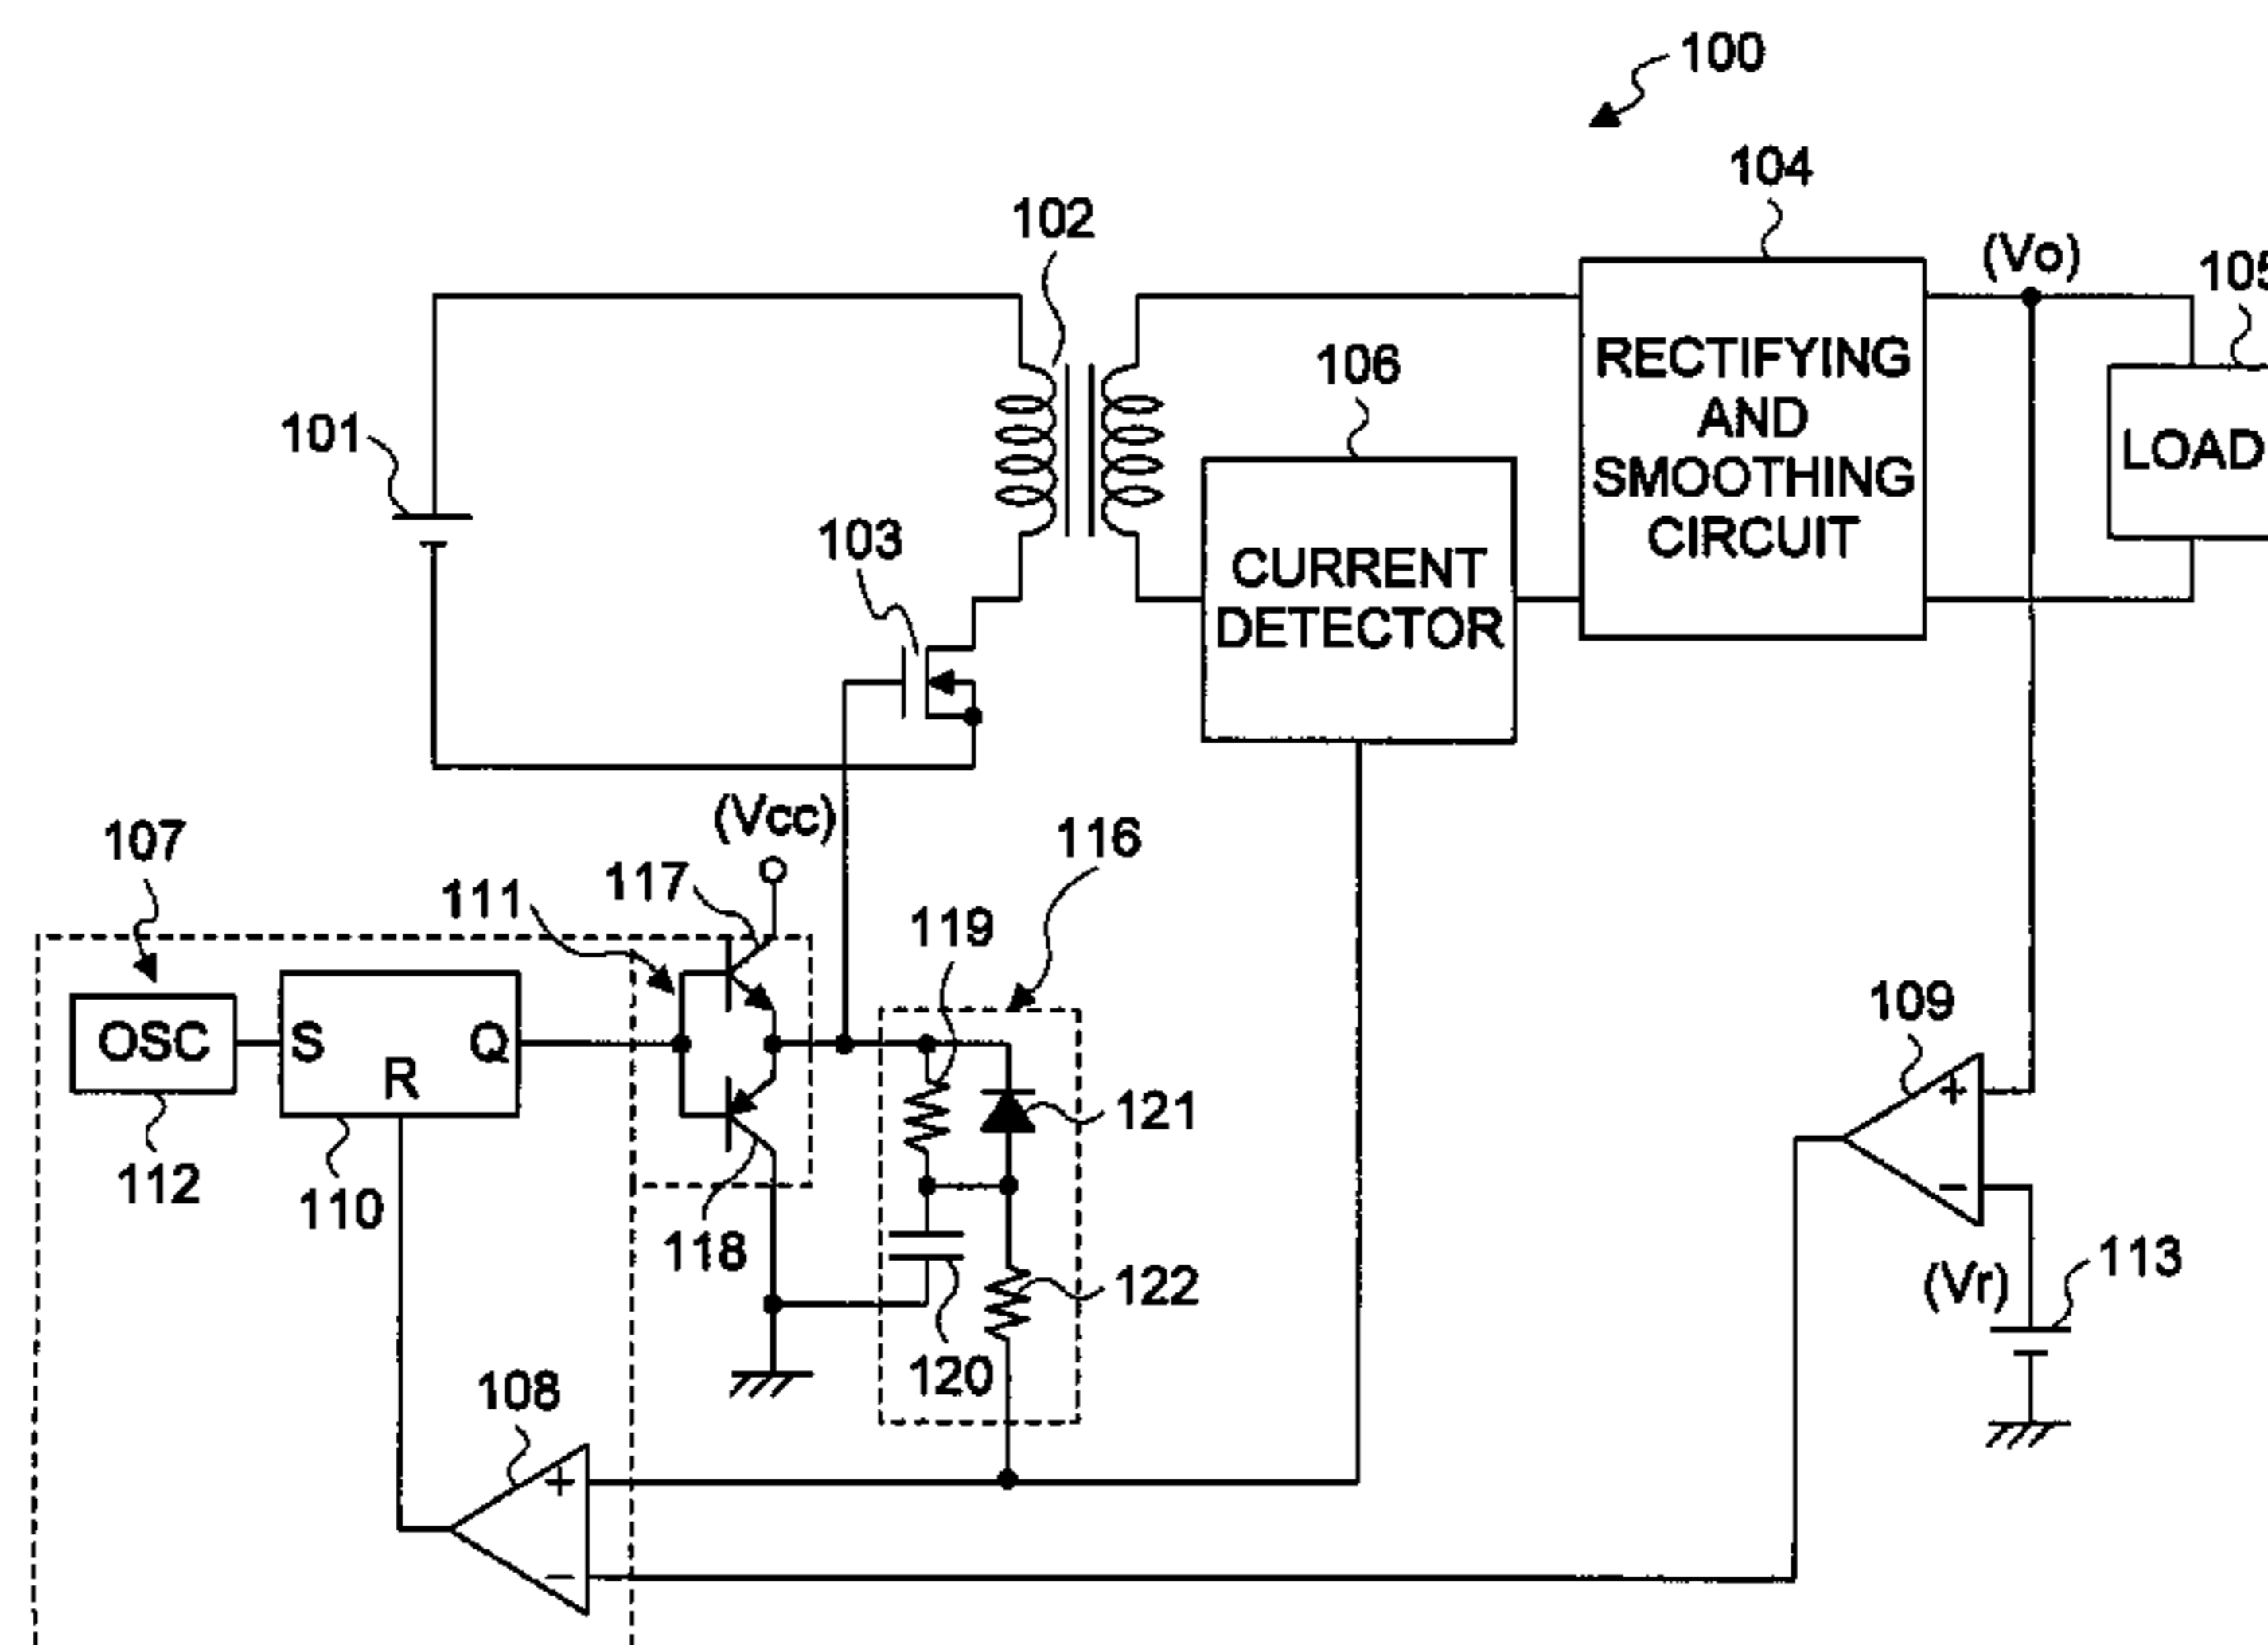 100
104
102
(Vo)
105
106
RECTIFYING
AND
SMOOTHING
CIRCUIT
101
LOAD
103
CURRENT
DETECTOR
(Vcc)
107
116
117
111
119
109
OSC
S
R
Q
+
121
112
110
118
−
122
(Vr)
113
120
108
+
−